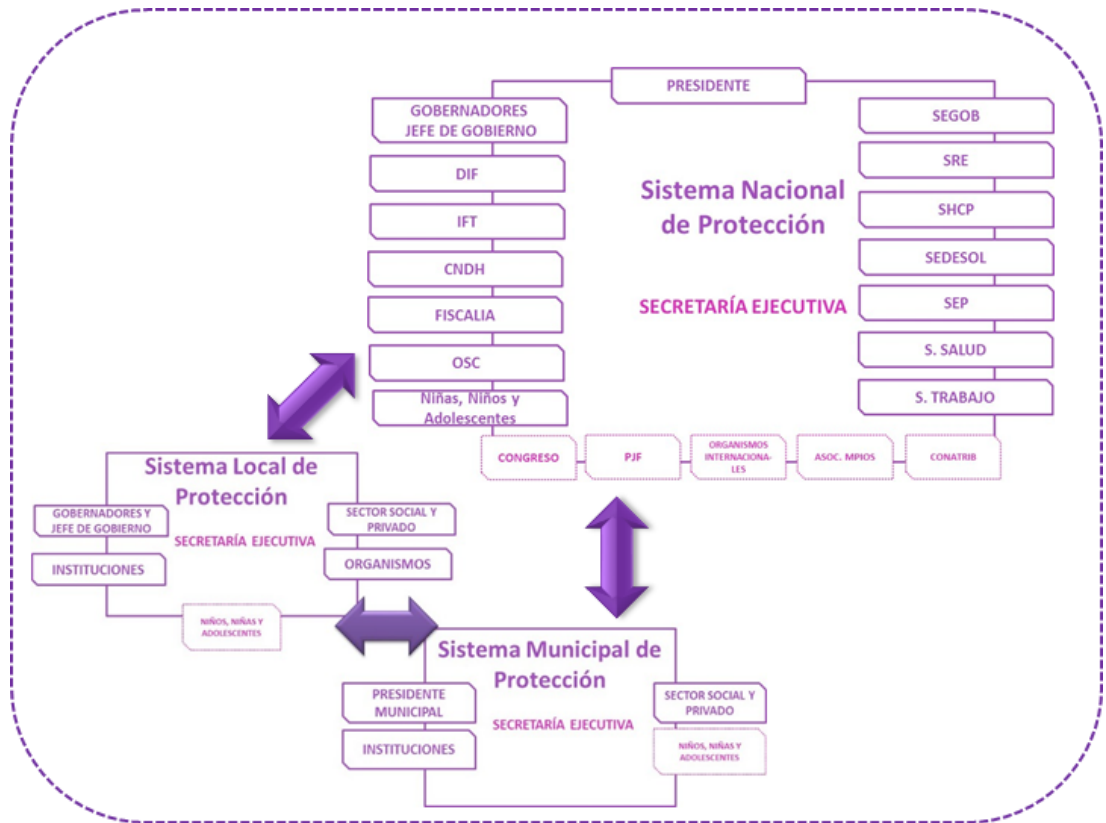 PRESIDENTE
GOBERNADORES
JEFE DE GOBIERNO
DIF
IFT
CNDH
FISCALIA
OSC
Niñas, Niños y
Adolescentes
Sistema Nacional
de Protección
SECRETARÍA EJECUTIVA
SEGOB
SRE
SHCP
SEDESOL
SEP
S. SALUD
S. TRABAJO
CONGRESO
PJF
ORGANISMOS
INTERNACIONA-
LES
ASOC. MPIOS
CONATRIB
Sistema Local de
Protección
SECRETARÍA EJECUTIVA
GOBERNADORES Y
JEFE DE GOBIERNO
INSTITUCIONES
SECTOR SOCIAL Y
PRIVADO
ORGANISMOS
NIÑOS, NIÑAS Y
ADOLESCENTES
Sistema Municipal de
Protección
SECRETARÍA EJECUTIVA
PRESIDENTE
MUNICIPAL
INSTITUCIONES
SECTOR SOCIAL Y
PRIVADO
NIÑOS, NIÑAS Y
ADOLESCENTES